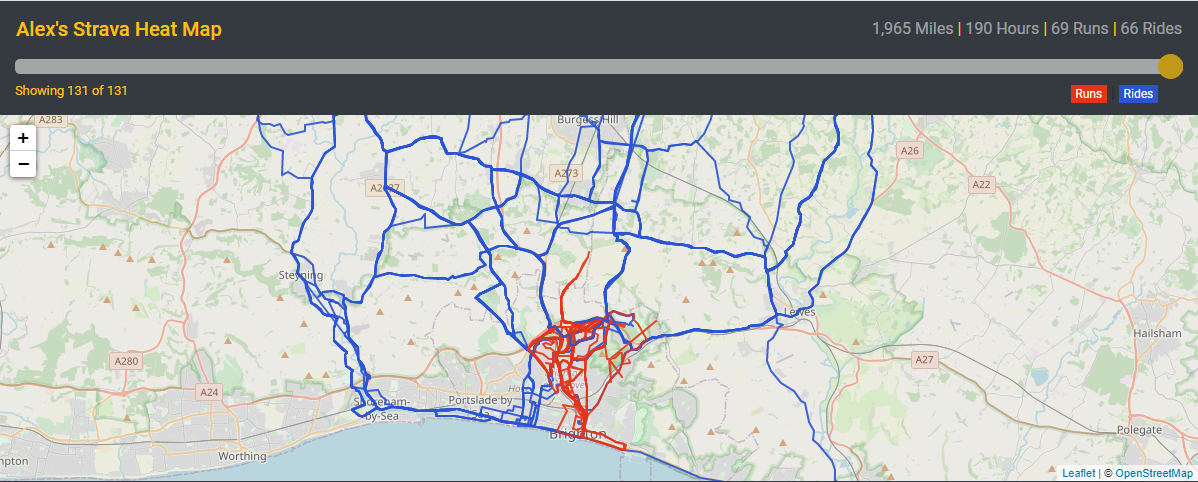 Alex's Strava Heat Map
1,965 Miles | 190 Hours | 69 Runs | 66 Rides
Showing 131 of 131
Runs
Rides
+
−
A283
Burgess Hill
A273
A26
A22
Steyning
Lewes
Hailsham
A280
A24
A27
Shoreham-
by-Sea
Portslade by
Sea
Brighton
Polegate
Worthing
Leaflet | © OpenStreetMap